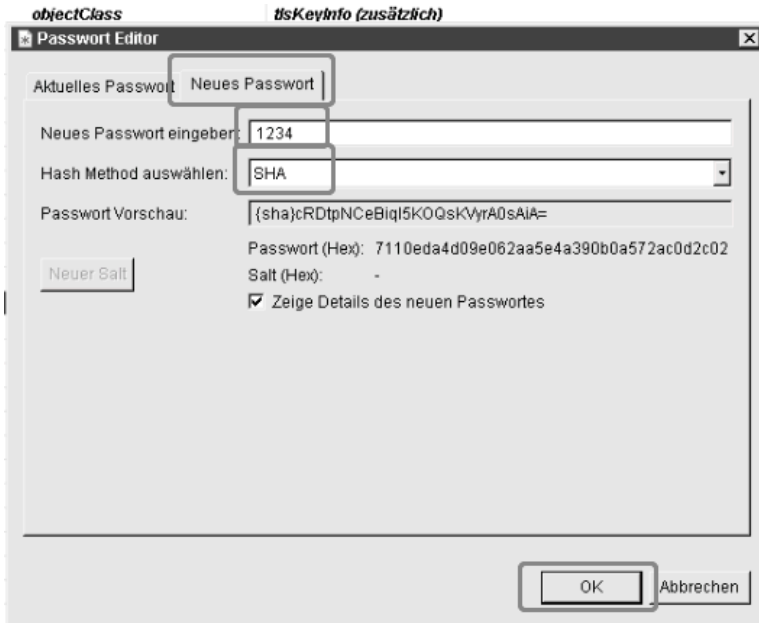 objectClass tlsKeyInfo (zusätzlich)
Passwort Editor
Aktuelles Passwort Neues Passwort
Neues Passwort eingeben: 1234
Hash Method auswählen: SHA
Passwort Vorschau: {sha}cRDtpNCeBiql5KOQsKVyrA0sAiA=
Passwort (Hex): 7110eda4d09e062aa5e4a390b0a572ac0d2c02
Neuer Salt
Salt (Hex): -
Zeige Details des neuen Passwortes
OK Abbrechen